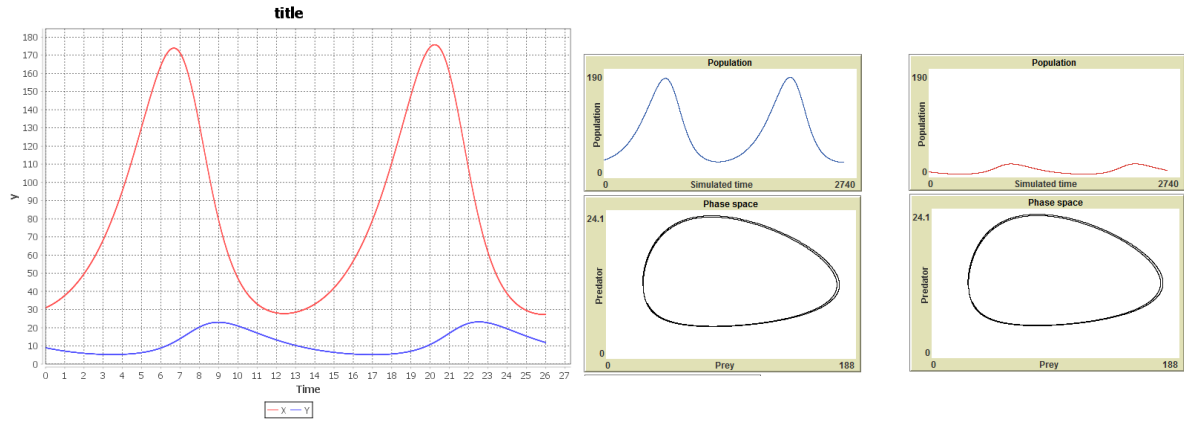 title
180
170
160
150
140
130
120
110
100
90
80
70
60
50
40
30
20
10
0
y
0 1 2 3 4 5 6 7 8 9 10 11 12 13 14 15 16 17 18 19 20 21 22 23 24 25 26 27
Time
X Y
Population
190
Population
0
0 Simulated time 2740
Phase space
24.1
Predator
0
0 Prey 188
Population
190
Population
0
0 Simulated time 2740
Phase space
24.1
Predator
0
0 Prey 188